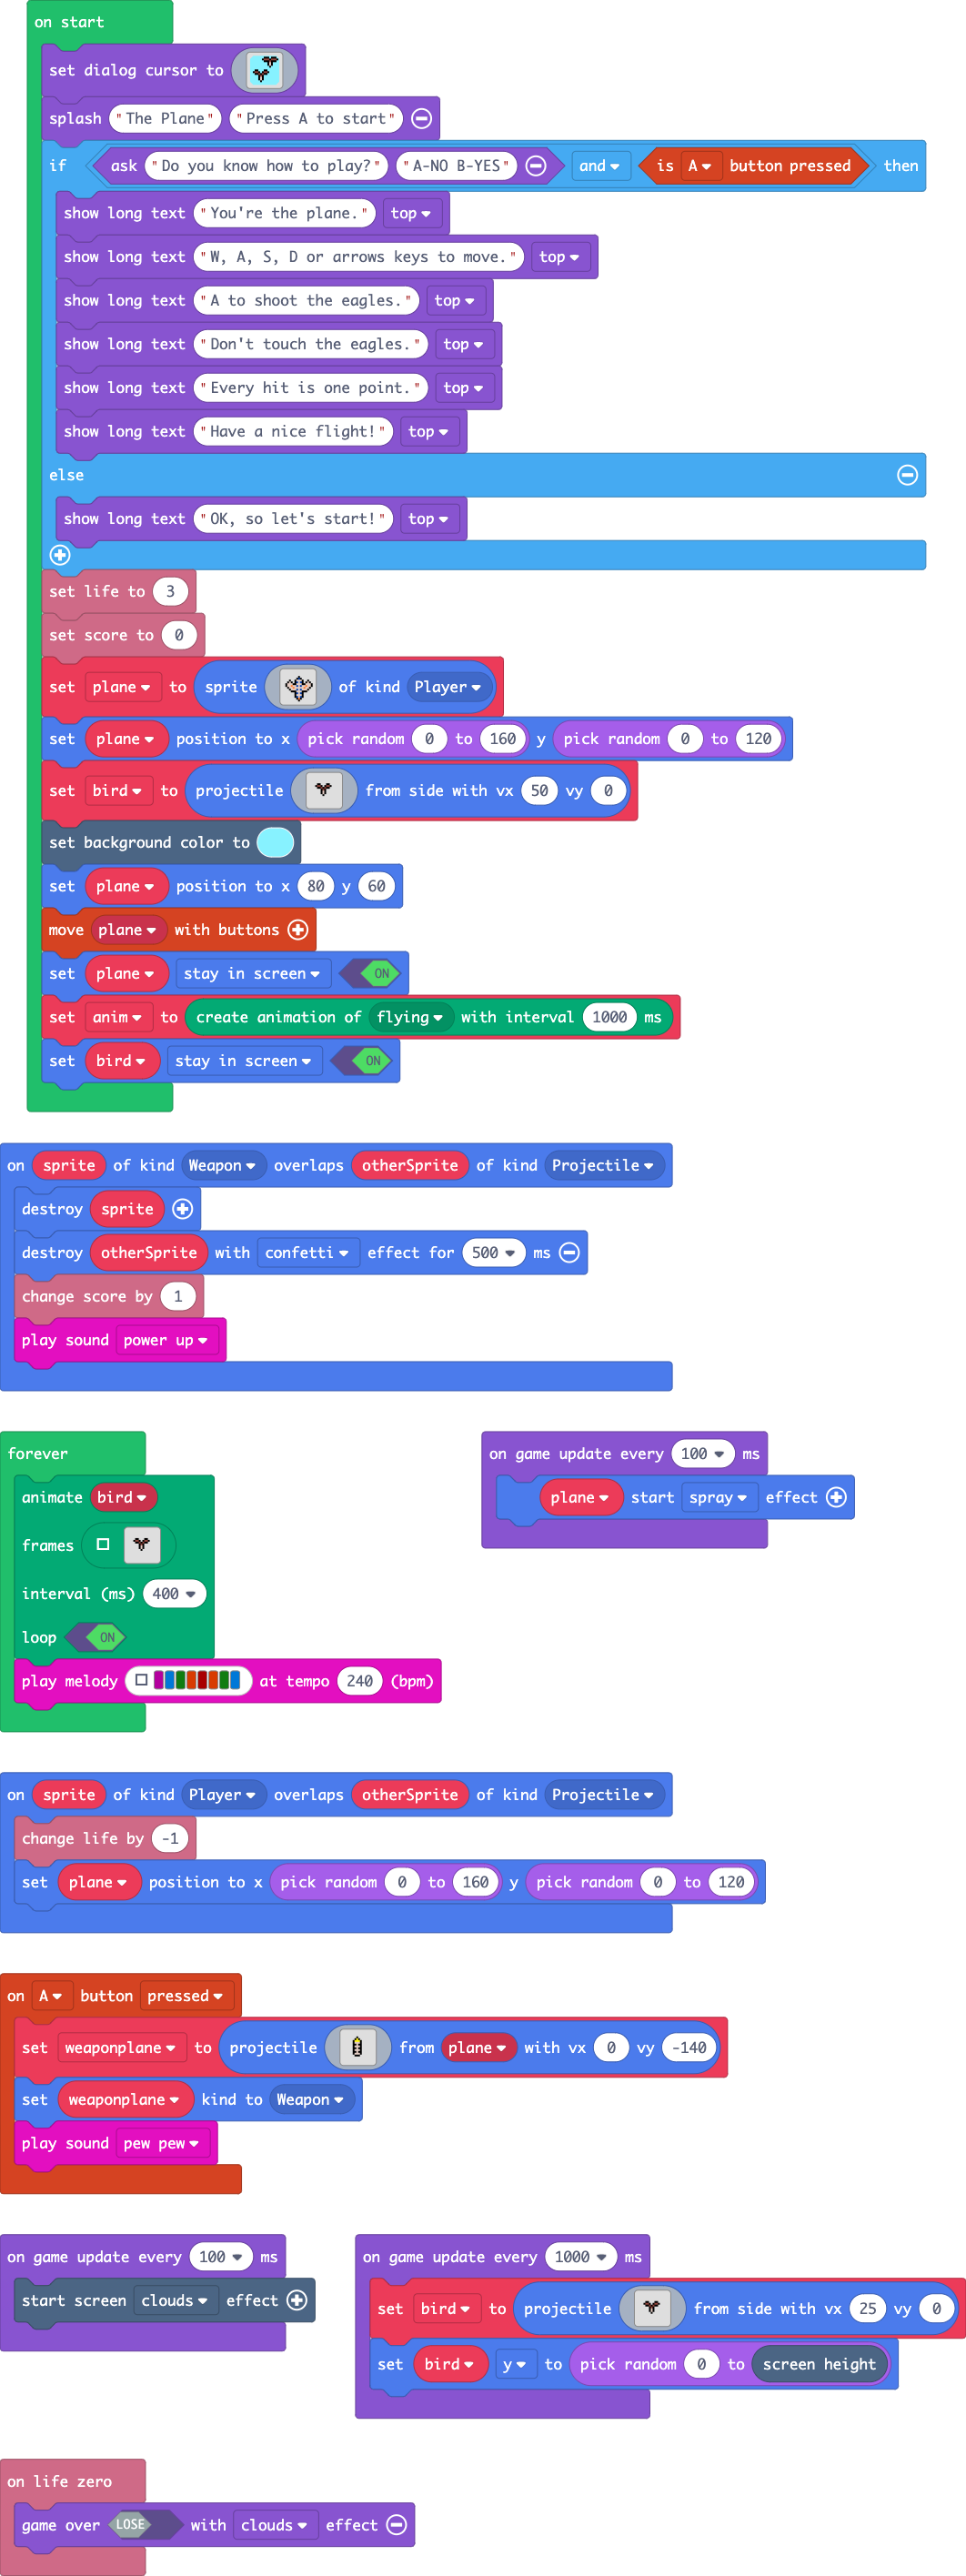 on start
set dialog cursor to
splash "The Plane" "Press A to start"
if ask "Do you know how to play?" "A-NO B-YES" and is A button pressed then
show long text "You're the plane." top
show long text "W, A, S, D or arrows keys to move." top
show long text "A to shoot the eagles." top
show long text "Don't touch the eagles." top
show long text "Every hit is one point." top
show long text "Have a nice flight!" top
else
show long text "OK, so let's start!" top
set life to 3
set score to 0
set plane to sprite of kind Player
set plane position to x pick random 0 to 160 y pick random 0 to 120
set bird to projectile from side with vx 50 vy 0
set background color to
set plane position to x 80 y 60
move plane with buttons
set plane stay in screen ON
set anim to create animation of flying with interval 1000 ms
set bird stay in screen ON
on sprite of kind Weapon overlaps otherSprite of kind Projectile
destroy sprite
destroy otherSprite with confetti effect for 500 ms
change score by 1
play sound power up
forever
animate bird
frames
interval (ms) 400
loop ON
play melody at tempo 240 (bpm)
on game update every 100 ms
plane start spray effect
on sprite of kind Player overlaps otherSprite of kind Projectile
change life by -1
set plane position to x pick random 0 to 160 y pick random 0 to 120
on A button pressed
set weaponplane to projectile from plane with vx 0 vy -140
set weaponplane kind to Weapon
play sound pew pew
on game update every 100 ms
start screen clouds effect
on game update every 1000 ms
set bird to projectile from side with vx 25 vy 0
set bird y to pick random 0 to screen height
on life zero
game over LOSE with clouds effect